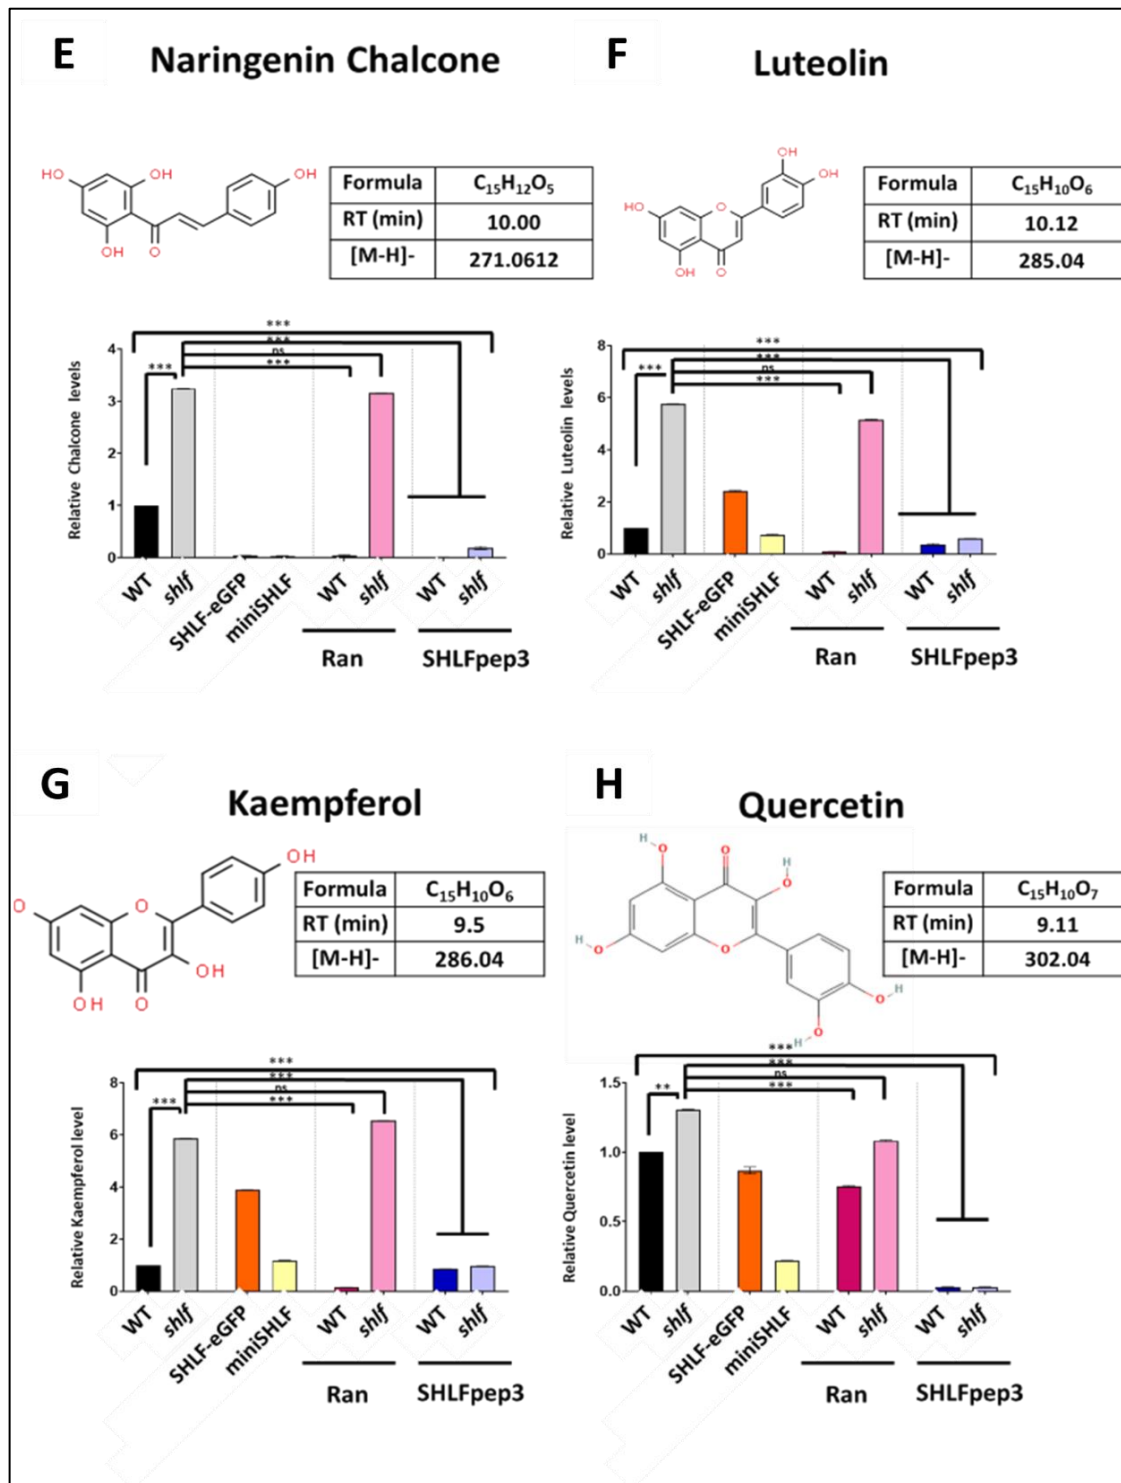 E
Naringenin Chalcone
HO
OH
OH
OH
O
Formula C₁₅H₁₂O₅
RT (min) 10.00
[M-H]- 271.0612
Relative Chalcone levels
4
3
2
1
0
***
***
ns
***
***
WT
shlf
SHLF-eGFP
miniSHLF
WT
shlf
WT
shlf
Ran
SHLFpep3
F
Luteolin
OH
OH
HO
O
OH
O
Formula C₁₅H₁₀O₆
RT (min) 10.12
[M-H]- 285.04
Relative Luteolin levels
8
6
4
2
0
***
***
ns
***
***
WT
shlf
SHLF-eGFP
miniSHLF
WT
shlf
WT
shlf
Ran
SHLFpep3
G
Kaempferol
OH
O
O
OH
OH
O
Formula C₁₅H₁₀O₆
RT (min) 9.5
[M-H]- 286.04
Relative Kaempferol level
8
6
4
2
0
***
***
ns
***
***
WT
shlf
SHLF-eGFP
miniSHLF
WT
shlf
WT
shlf
Ran
SHLFpep3
H
Quercetin
H
O
O
H
O
H
O
O
O
H
O
H
Formula C₁₅H₁₀O₇
RT (min) 9.11
[M-H]- 302.04
Relative Quercetin level
1.5
1.0
0.5
0.0
***
***
ns
***
**
WT
shlf
SHLF-eGFP
miniSHLF
WT
shlf
WT
shlf
Ran
SHLFpep3